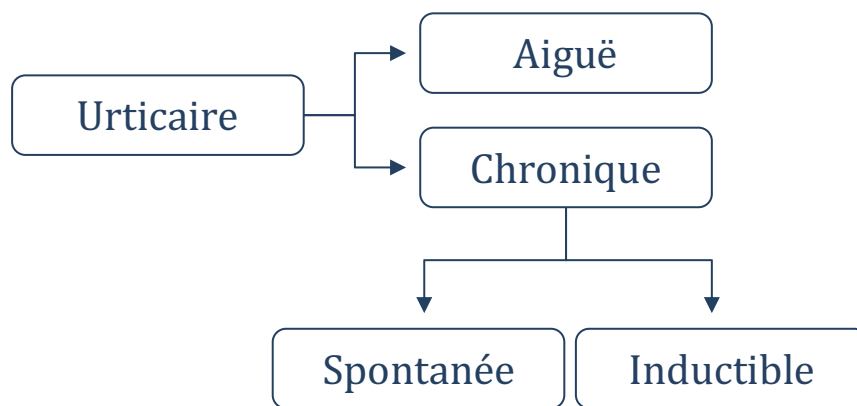 Urticaire
Aiguë
Chronique
Spontanée
Inductible